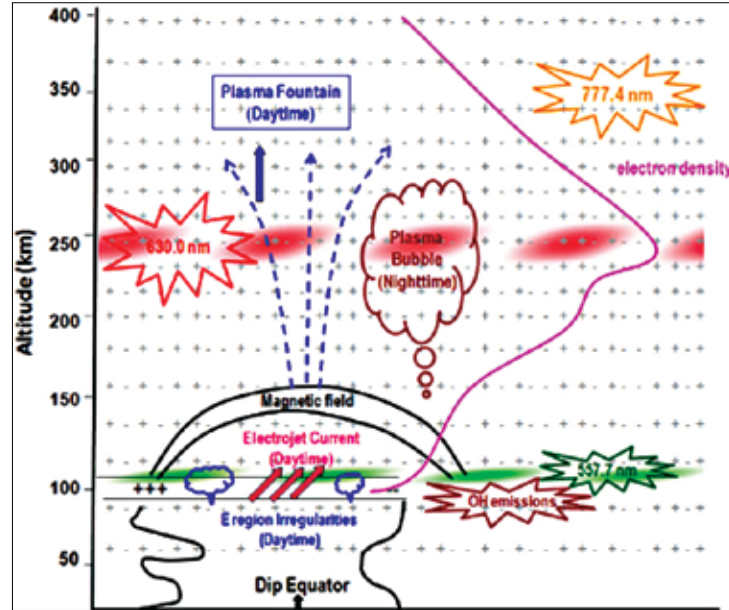 Altitude (km)
400
350
300
250
200
150
100
50
Plasma Fountain
(Daytime)
777.4 nm
electron density
630.0 nm
Plasma
Bubble
(Nighttime)
Magnetic field
Electrojet Current
(Daytime)
557.7 nm
+++
OH emissions
E region Irregularities
(Daytime)
Dip Equator